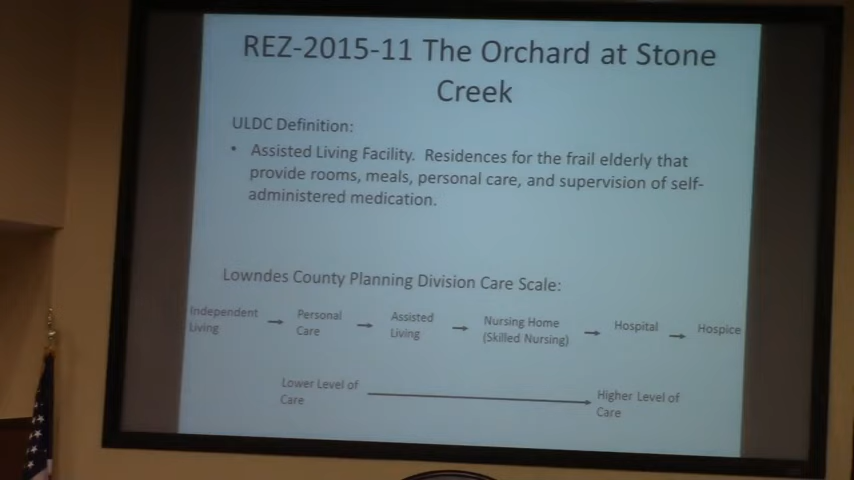 REZ-2015-11 The Orchard at Stone
Creek
ULDC Definition:
• Assisted Living Facility. Residences for the frail elderly that
provide rooms, meals, personal care, and supervision of self-
administered medication.
Lowndes County Planning Division Care Scale:
Independent Living → Personal Care → Assisted Living → Nursing Home (Skilled Nursing) → Hospital → Hospice
Lower Level of Care → Higher Level of Care